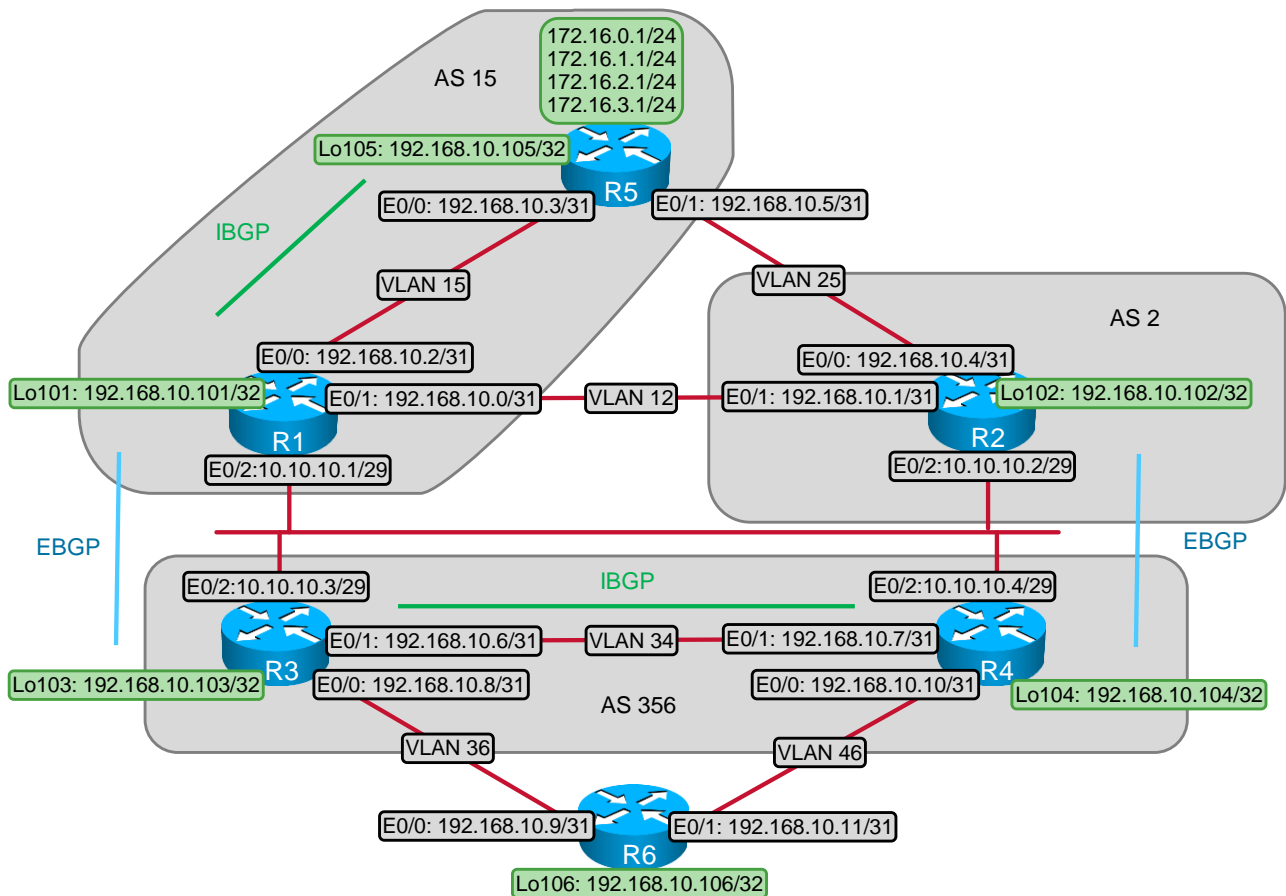 172.16.0.1/24
172.16.1.1/24
172.16.2.1/24
172.16.3.1/24
AS 15
Lo105: 192.168.10.105/32
R5
E0/0: 192.168.10.3/31
E0/1: 192.168.10.5/31
IBGP
VLAN 15
VLAN 25
AS 2
E0/0: 192.168.10.2/31
E0/0: 192.168.10.4/31
Lo101: 192.168.10.101/32
E0/1: 192.168.10.0/31
VLAN 12
E0/1: 192.168.10.1/31
Lo102: 192.168.10.102/32
R1
R2
E0/2:10.10.10.1/29
E0/2:10.10.10.2/29
EBGP
EBGP
E0/2:10.10.10.3/29
IBGP
E0/2:10.10.10.4/29
E0/1: 192.168.10.6/31
VLAN 34
E0/1: 192.168.10.7/31
R3
R4
Lo103: 192.168.10.103/32
E0/0: 192.168.10.8/31
E0/0: 192.168.10.10/31
Lo104: 192.168.10.104/32
AS 356
VLAN 36
VLAN 46
E0/0: 192.168.10.9/31
E0/1: 192.168.10.11/31
R6
Lo106: 192.168.10.106/32